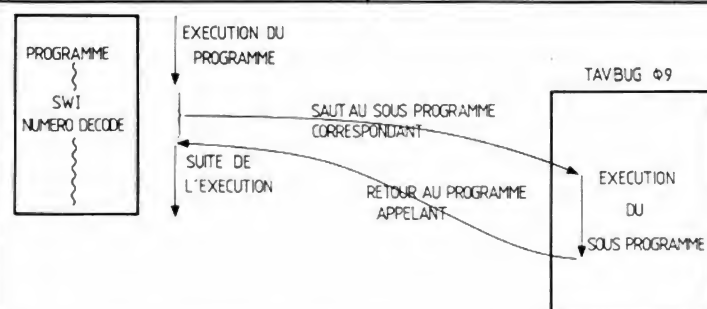 PROGRAMME
SWI
NUMERO DECODE
EXECUTION DU
PROGRAMME
SAUT AU SOUS PROGRAMME
CORRESPONDANT
SUITE DE
L'EXECUTION
RETOUR AU PROGRAMME
APPELANT
TAVBUG Φ9
EXECUTION
DU
SOUS PROGRAMME